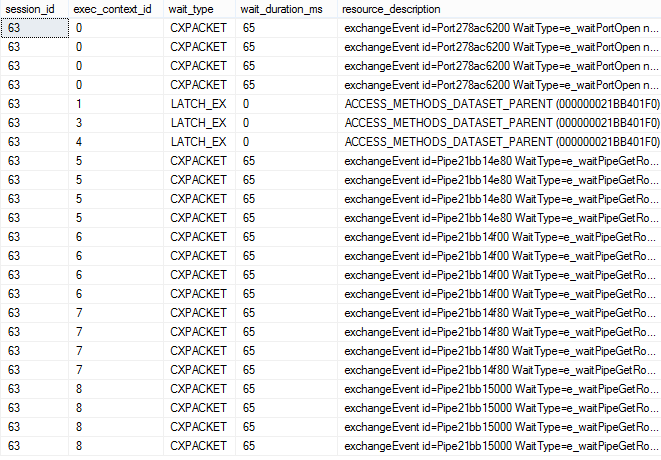 session_id exec_context_id wait_type wait_duration_ms resource_description
63 0 CXPACKET 65 exchangeEvent id=Port278ac6200 WaitType=e_waitPortOpen n...
63 0 CXPACKET 65 exchangeEvent id=Port278ac6200 WaitType=e_waitPortOpen n...
63 0 CXPACKET 65 exchangeEvent id=Port278ac6200 WaitType=e_waitPortOpen n...
63 0 CXPACKET 65 exchangeEvent id=Port278ac6200 WaitType=e_waitPortOpen n...
63 1 LATCH_EX 0 ACCESS_METHODS_DATASET_PARENT (000000021BB401F0)
63 3 LATCH_EX 0 ACCESS_METHODS_DATASET_PARENT (000000021BB401F0)
63 4 LATCH_EX 0 ACCESS_METHODS_DATASET_PARENT (000000021BB401F0)
63 5 CXPACKET 65 exchangeEvent id=Pipe21bb14e80 WaitType=e_waitPipeGetRo...
63 5 CXPACKET 65 exchangeEvent id=Pipe21bb14e80 WaitType=e_waitPipeGetRo...
63 5 CXPACKET 65 exchangeEvent id=Pipe21bb14e80 WaitType=e_waitPipeGetRo...
63 5 CXPACKET 65 exchangeEvent id=Pipe21bb14e80 WaitType=e_waitPipeGetRo...
63 6 CXPACKET 65 exchangeEvent id=Pipe21bb14f00 WaitType=e_waitPipeGetRo...
63 6 CXPACKET 65 exchangeEvent id=Pipe21bb14f00 WaitType=e_waitPipeGetRo...
63 6 CXPACKET 65 exchangeEvent id=Pipe21bb14f00 WaitType=e_waitPipeGetRo...
63 6 CXPACKET 65 exchangeEvent id=Pipe21bb14f00 WaitType=e_waitPipeGetRo...
63 7 CXPACKET 65 exchangeEvent id=Pipe21bb14f80 WaitType=e_waitPipeGetRo...
63 7 CXPACKET 65 exchangeEvent id=Pipe21bb14f80 WaitType=e_waitPipeGetRo...
63 7 CXPACKET 65 exchangeEvent id=Pipe21bb14f80 WaitType=e_waitPipeGetRo...
63 7 CXPACKET 65 exchangeEvent id=Pipe21bb14f80 WaitType=e_waitPipeGetRo...
63 8 CXPACKET 65 exchangeEvent id=Pipe21bb15000 WaitType=e_waitPipeGetRo...
63 8 CXPACKET 65 exchangeEvent id=Pipe21bb15000 WaitType=e_waitPipeGetRo...
63 8 CXPACKET 65 exchangeEvent id=Pipe21bb15000 WaitType=e_waitPipeGetRo...
63 8 CXPACKET 65 exchangeEvent id=Pipe21bb15000 WaitType=e_waitPipeGetRo...